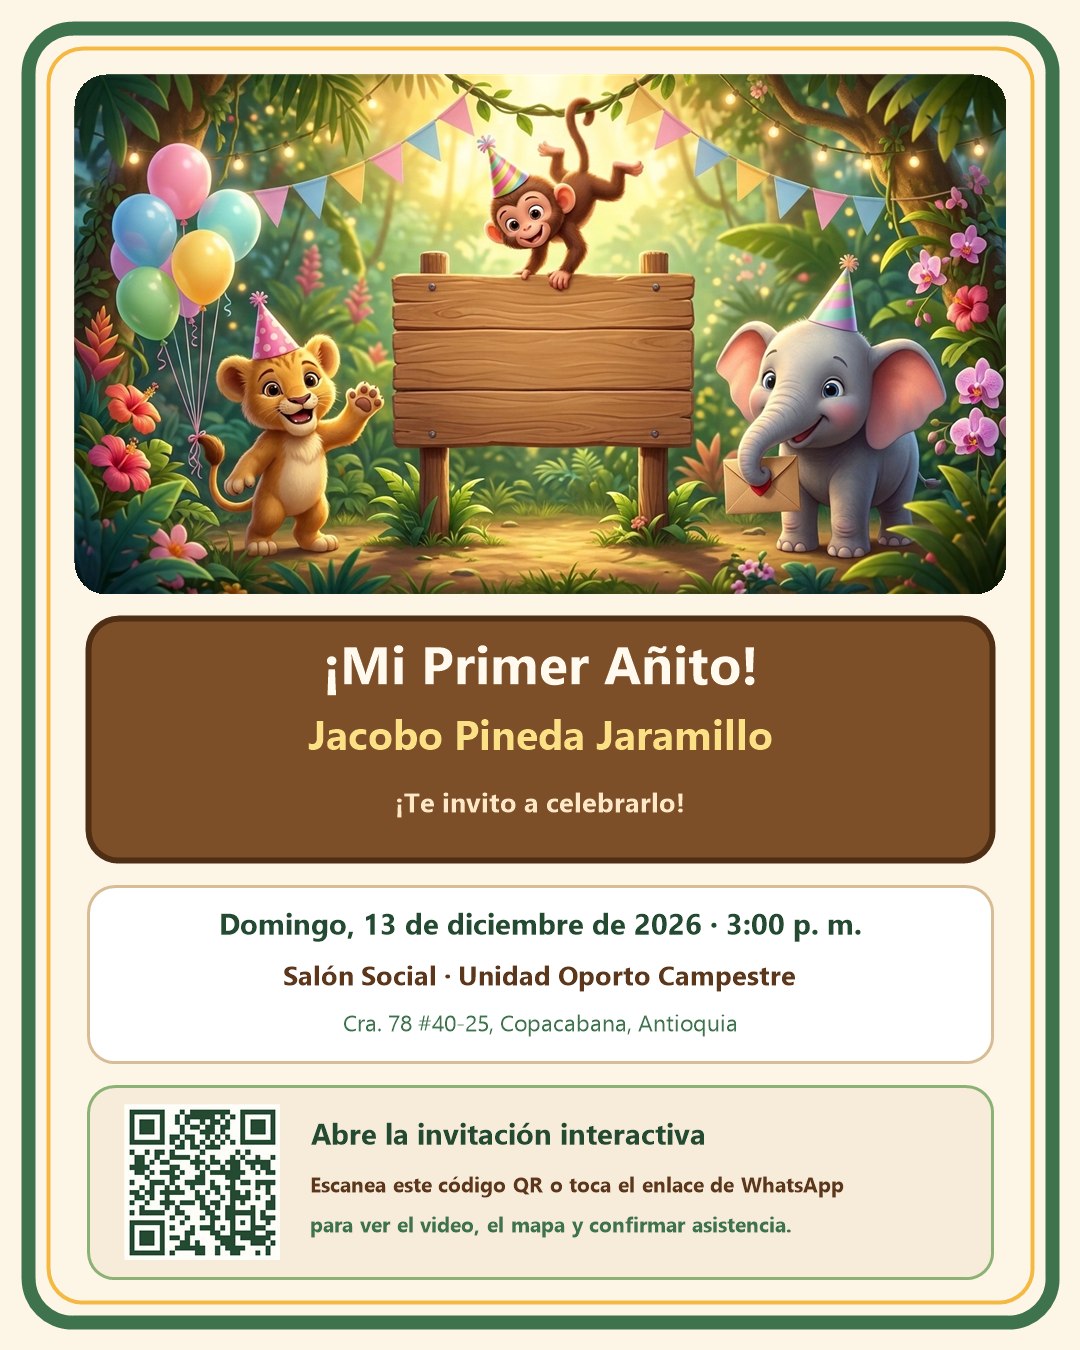 ¡Mi Primer Añito!
Jacobo Pineda Jaramillo
¡Te invito a celebrarlo!
Domingo, 13 de diciembre de 2026 · 3:00 p. m.
Salón Social · Unidad Oporto Campestre
Cra. 78 #40-25, Copacabana, Antioquia
Abre la invitación interactiva
Escanea este código QR o toca el enlace de WhatsApp
para ver el video, el mapa y confirmar asistencia.